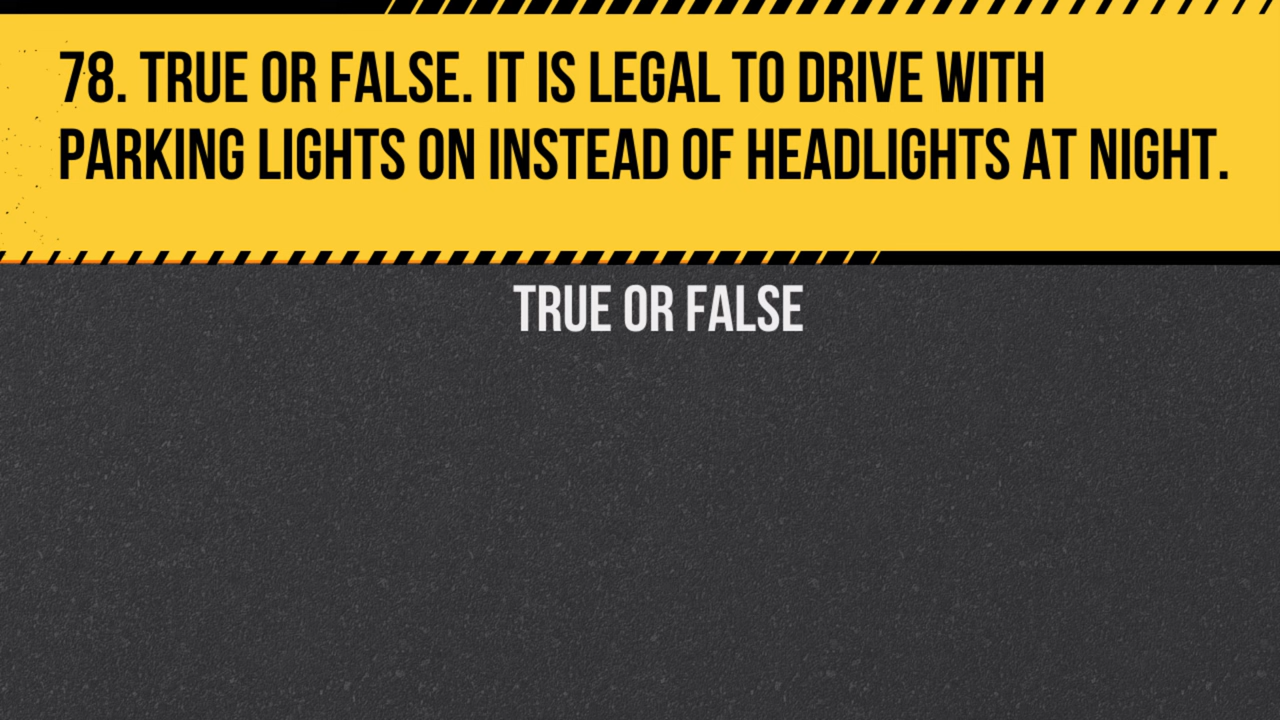 78. TRUE OR FALSE. IT IS LEGAL TO DRIVE WITH
PARKING LIGHTS ON INSTEAD OF HEADLIGHTS AT NIGHT.
TRUE OR FALSE